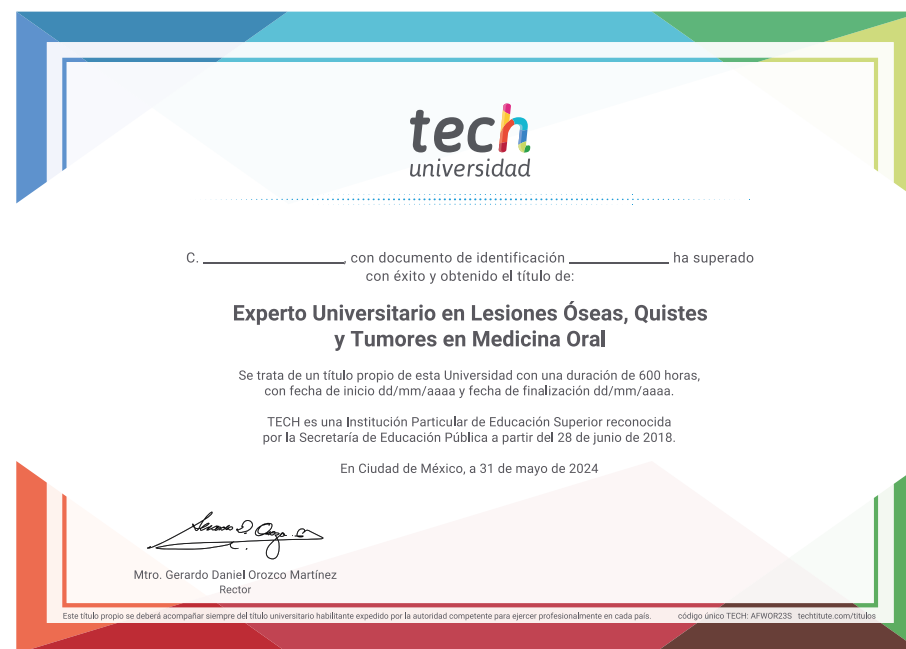 tech
universidad
C. ____________________, con documento de identificación ______________ ha superado
con éxito y obtenido el título de:
Experto Universitario en Lesiones Óseas, Quistes
y Tumores en Medicina Oral
Se trata de un título propio de esta Universidad con una duración de 600 horas,
con fecha de inicio dd/mm/aaaa y fecha de finalización dd/mm/aaaa.
TECH es una Institución Particular de Educación Superior reconocida
por la Secretaría de Educación Pública a partir del 28 de junio de 2018.
En Ciudad de México, a 31 de mayo de 2024
Mtro. Gerardo Daniel Orozco Martínez
Rector
Este título propio se deberá acompañar siempre del título universitario habilitante expedido por la autoridad competente para ejercer profesionalmente en cada país. código único TECH: AFWOR23S techtitute.com/titulos